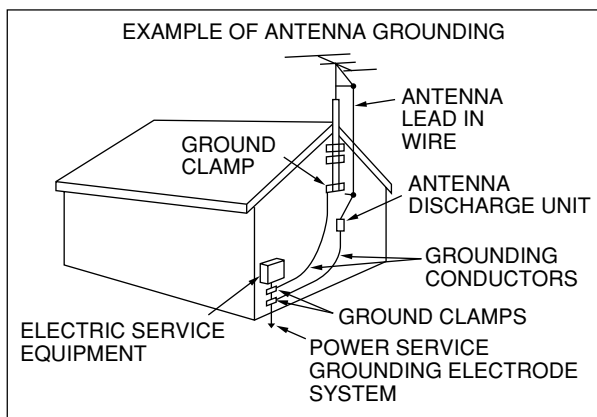 EXAMPLE OF ANTENNA GROUNDING
ANTENNA
LEAD IN
WIRE
GROUND
CLAMP
ANTENNA
DISCHARGE UNIT
GROUNDING
CONDUCTORS
GROUND CLAMPS
ELECTRIC SERVICE
EQUIPMENT
POWER SERVICE
GROUNDING ELECTRODE
SYSTEM